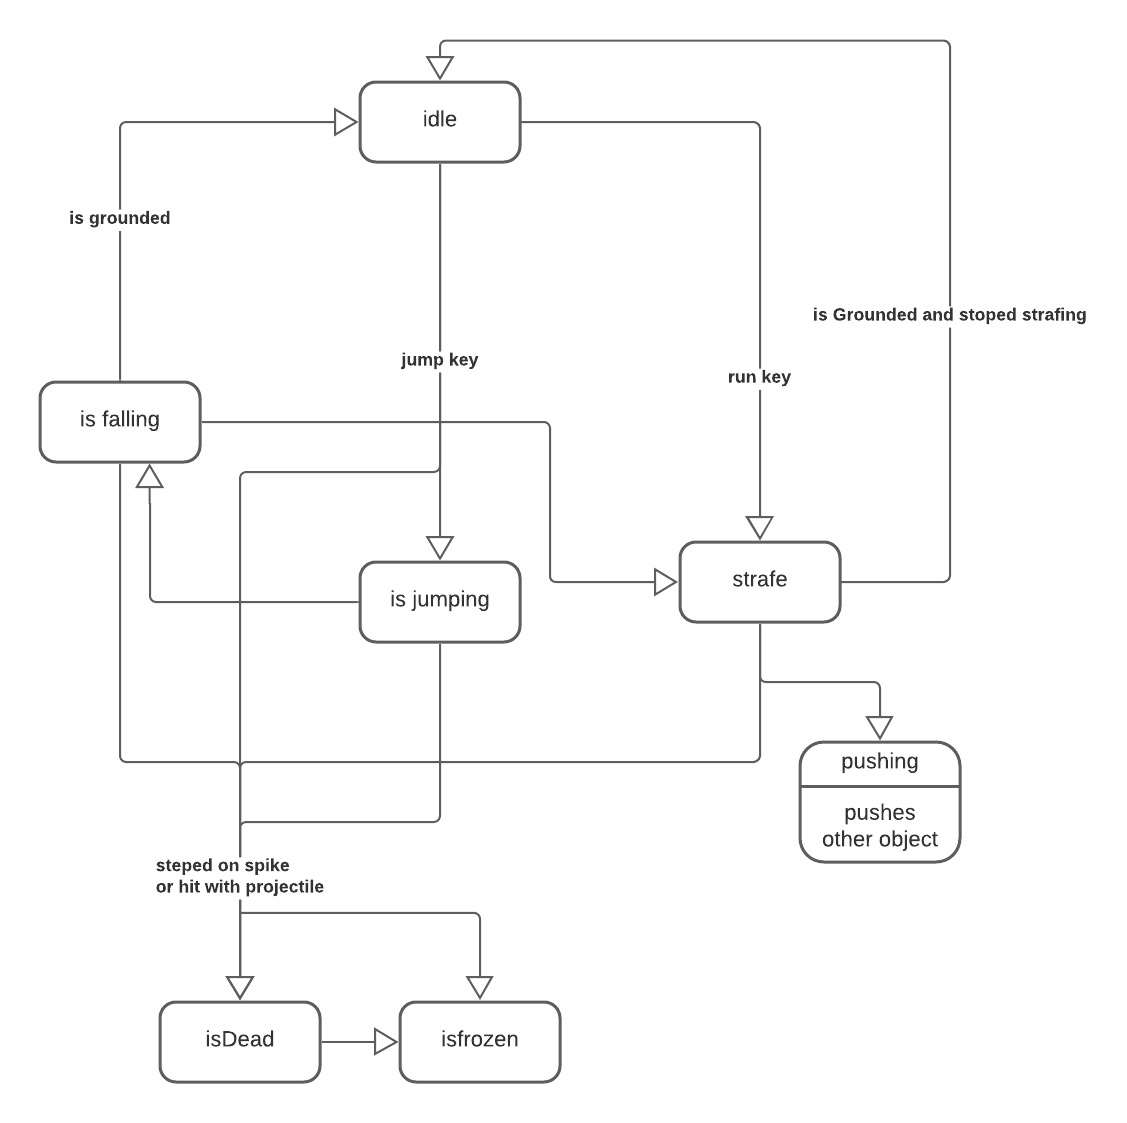 idle
is grounded
is Grounded and stoped strafing
jump key
run key
is falling
strafe
is jumping
pushing
pushes
other object
steped on spike
or hit with projectile
isDead
isfrozen